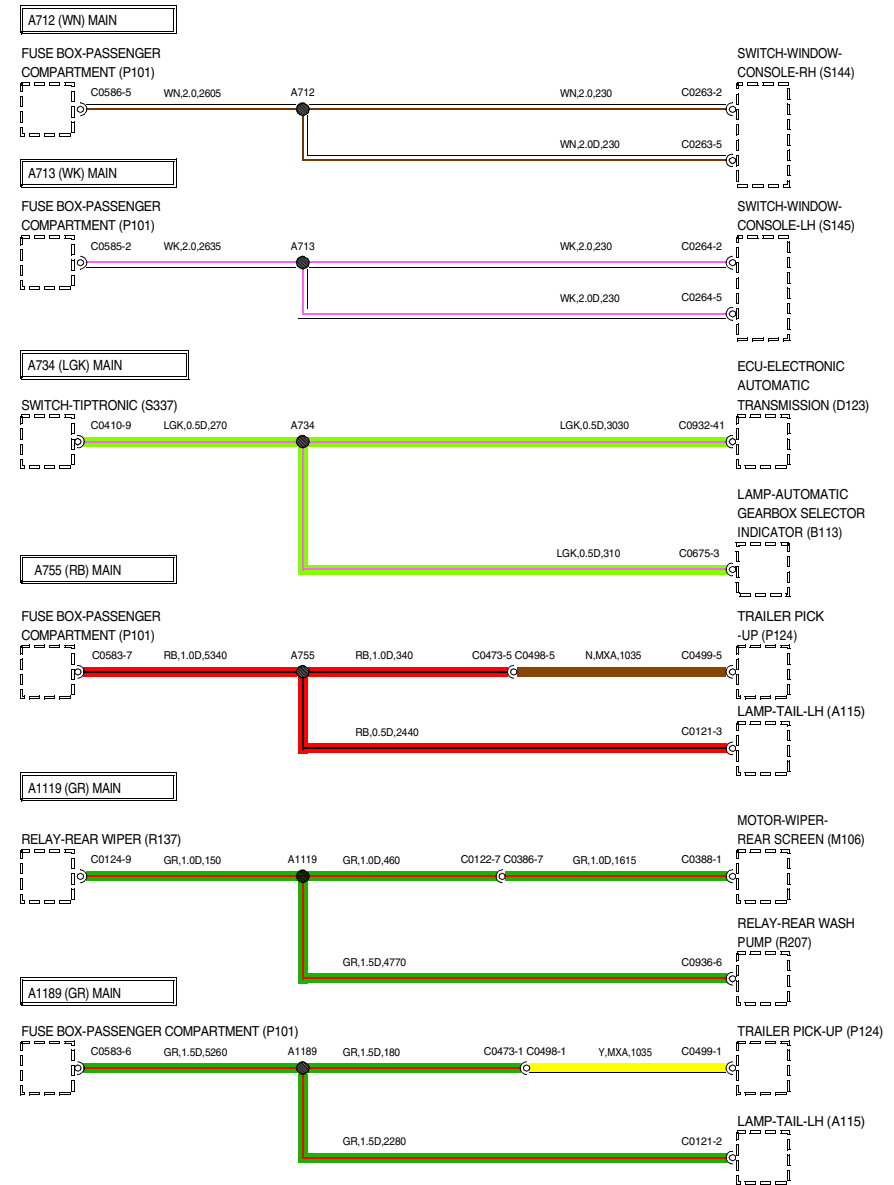 A712 (WN) MAIN
FUSE BOX-PASSENGER
COMPARTMENT (P101)
SWITCH-WINDOW-
CONSOLE-RH (S144)
C0586-5 WN,2.0,2605 A712 WN,2.0,230 C0263-2
WN,2.0D,230 C0263-5
A713 (WK) MAIN
FUSE BOX-PASSENGER
COMPARTMENT (P101)
SWITCH-WINDOW-
CONSOLE-LH (S145)
C0585-2 WK,2.0,2635 A713 WK,2.0,230 C0264-2
WK,2.0D,230 C0264-5
A734 (LGK) MAIN
ECU-ELECTRONIC
AUTOMATIC
TRANSMISSION (D123)
SWITCH-TIPTRONIC (S337)
C0410-9 LGK,0.5D,270 A734 LGK,0.5D,3030 C0932-41
LAMP-AUTOMATIC
GEARBOX SELECTOR
INDICATOR (B113)
LGK,0.5D,310 C0675-3
A755 (RB) MAIN
FUSE BOX-PASSENGER
COMPARTMENT (P101)
TRAILER PICK
-UP (P124)
C0583-7 RB,1.0D,5340 A755 RB,1.0D,340 C0473-5 C0498-5 N,MXA,1035 C0499-5
LAMP-TAIL-LH (A115)
RB,0.5D,2440 C0121-3
A1119 (GR) MAIN
RELAY-REAR WIPER (R137)
MOTOR-WIPER-
REAR SCREEN (M106)
C0124-9 GR,1.0D,150 A1119 GR,1.0D,460 C0122-7 C0386-7 GR,1.0D,1615 C0388-1
RELAY-REAR WASH
PUMP (R207)
GR,1.5D,4770 C0936-6
A1189 (GR) MAIN
FUSE BOX-PASSENGER COMPARTMENT (P101)
TRAILER PICK-UP (P124)
C0583-6 GR,1.5D,5260 A1189 GR,1.5D,180 C0473-1 C0498-1 Y,MXA,1035 C0499-1
LAMP-TAIL-LH (A115)
GR,1.5D,2280 C0121-2